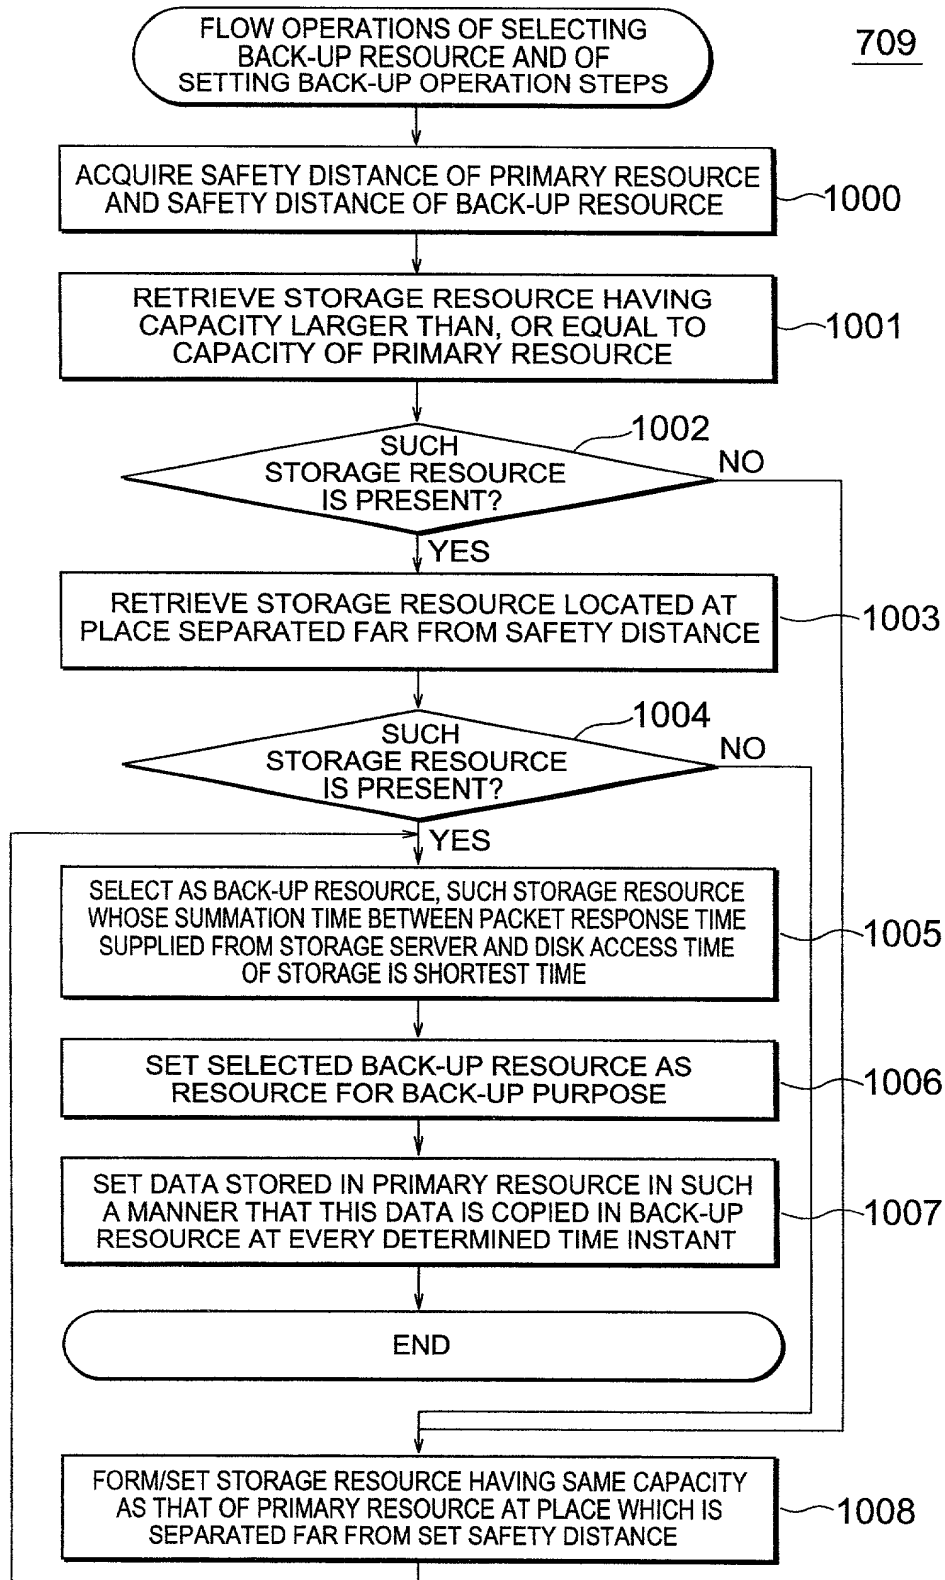 FLOW OPERATIONS OF SELECTING
BACK-UP RESOURCE AND OF
SETTING BACK-UP OPERATION STEPS
709
ACQUIRE SAFETY DISTANCE OF PRIMARY RESOURCE
AND SAFETY DISTANCE OF BACK-UP RESOURCE
1000
RETRIEVE STORAGE RESOURCE HAVING
CAPACITY LARGER THAN, OR EQUAL TO
CAPACITY OF PRIMARY RESOURCE
1001
SUCH
STORAGE RESOURCE
IS PRESENT?
1002
NO
YES
RETRIEVE STORAGE RESOURCE LOCATED AT
PLACE SEPARATED FAR FROM SAFETY DISTANCE
1003
SUCH
STORAGE RESOURCE
IS PRESENT?
1004
NO
YES
SELECT AS BACK-UP RESOURCE, SUCH STORAGE RESOURCE
WHOSE SUMMATION TIME BETWEEN PACKET RESPONSE TIME
SUPPLIED FROM STORAGE SERVER AND DISK ACCESS TIME
OF STORAGE IS SHORTEST TIME
1005
SET SELECTED BACK-UP RESOURCE AS
RESOURCE FOR BACK-UP PURPOSE
1006
SET DATA STORED IN PRIMARY RESOURCE IN SUCH
A MANNER THAT THIS DATA IS COPIED IN BACK-UP
RESOURCE AT EVERY DETERMINED TIME INSTANT
1007
END
FORM/SET STORAGE RESOURCE HAVING SAME CAPACITY
AS THAT OF PRIMARY RESOURCE AT PLACE WHICH IS
SEPARATED FAR FROM SET SAFETY DISTANCE
1008